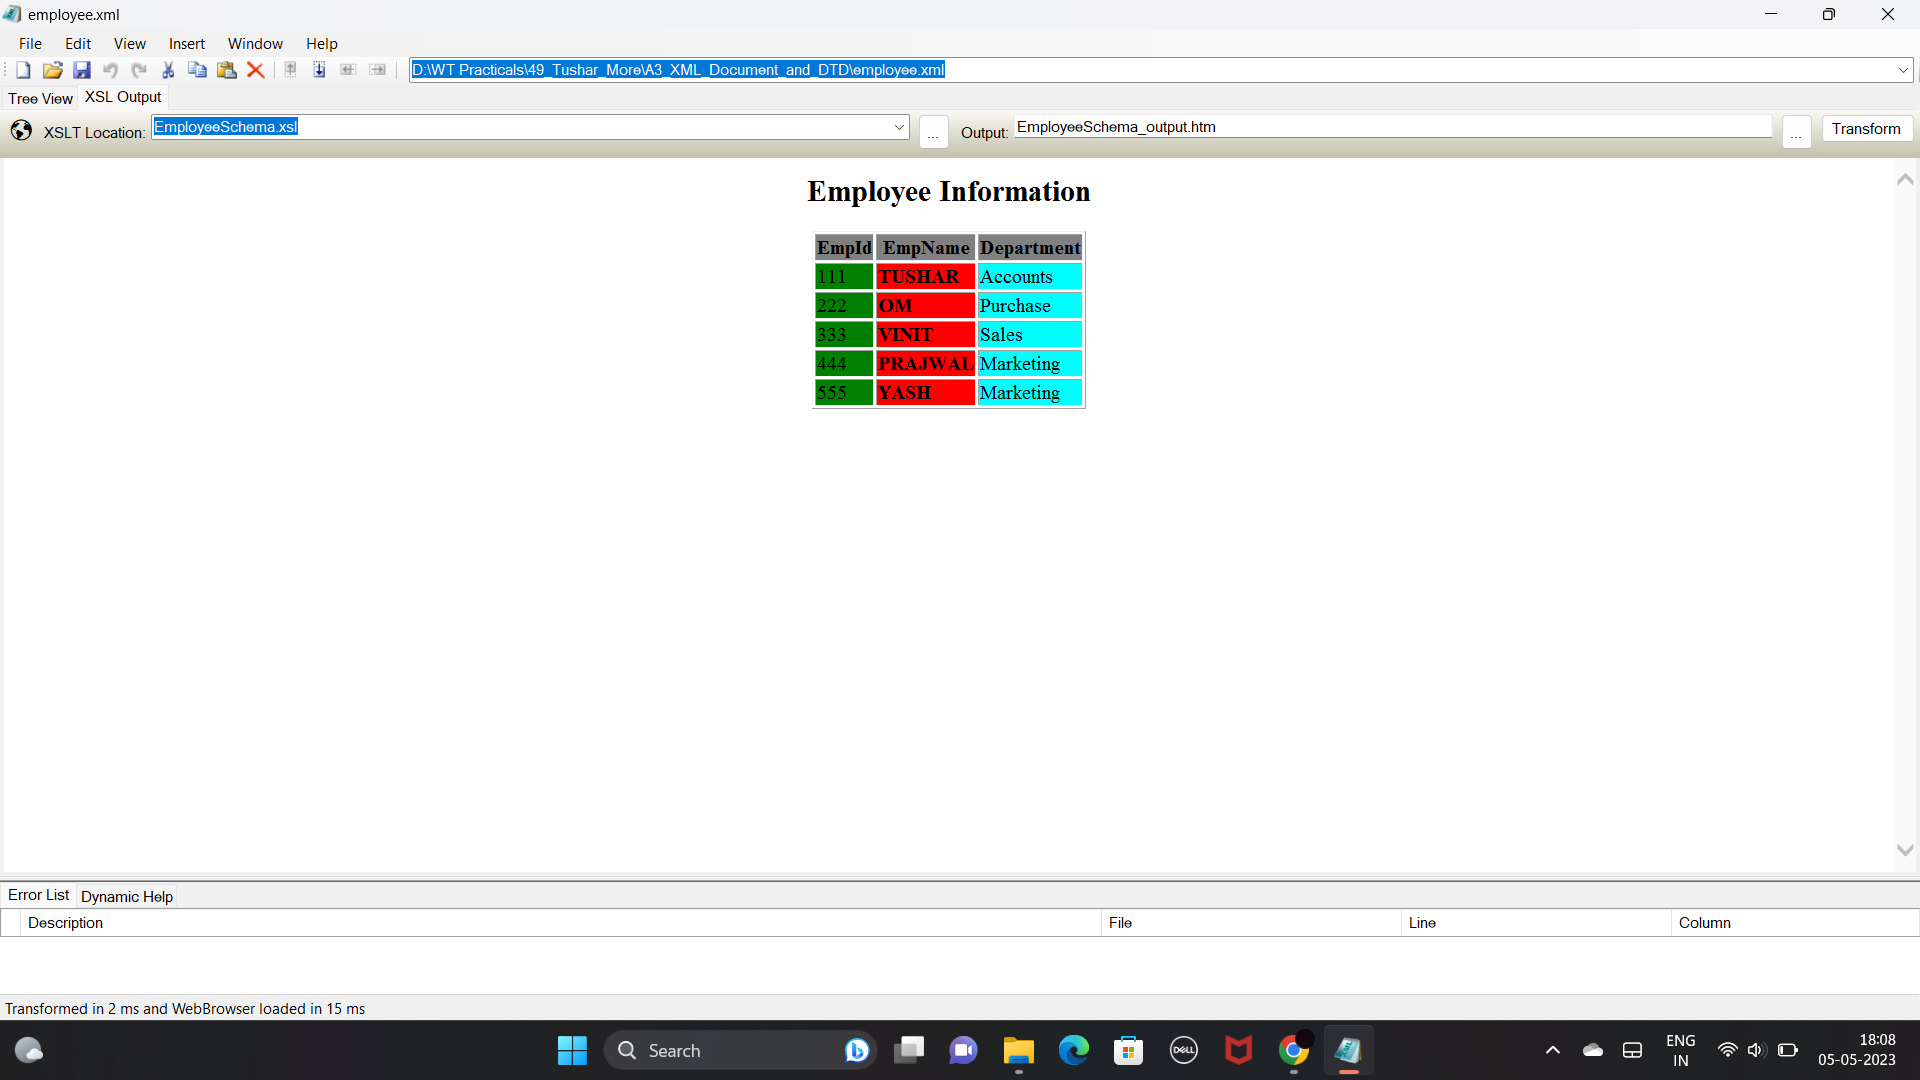 employee.xml
File Edit View Insert Window Help
D:\WT Practicals\49_Tushar_More\A3_XML_Document_and_DTD\employee.xml
Tree View XSL Output
XSLT Location: EmployeeSchema.xsl ... Output: EmployeeSchema_output.htm ... Transform
Employee Information
EmpId EmpName Department
111 TUSHAR Accounts
222 OM Purchase
333 VINIT Sales
444 PRAJWAL Marketing
555 YASH Marketing
Error List Dynamic Help
Description File Line Column
Transformed in 2 ms and WebBrowser loaded in 15 ms
Search
DELL
ENG
IN
18:08
05-05-2023